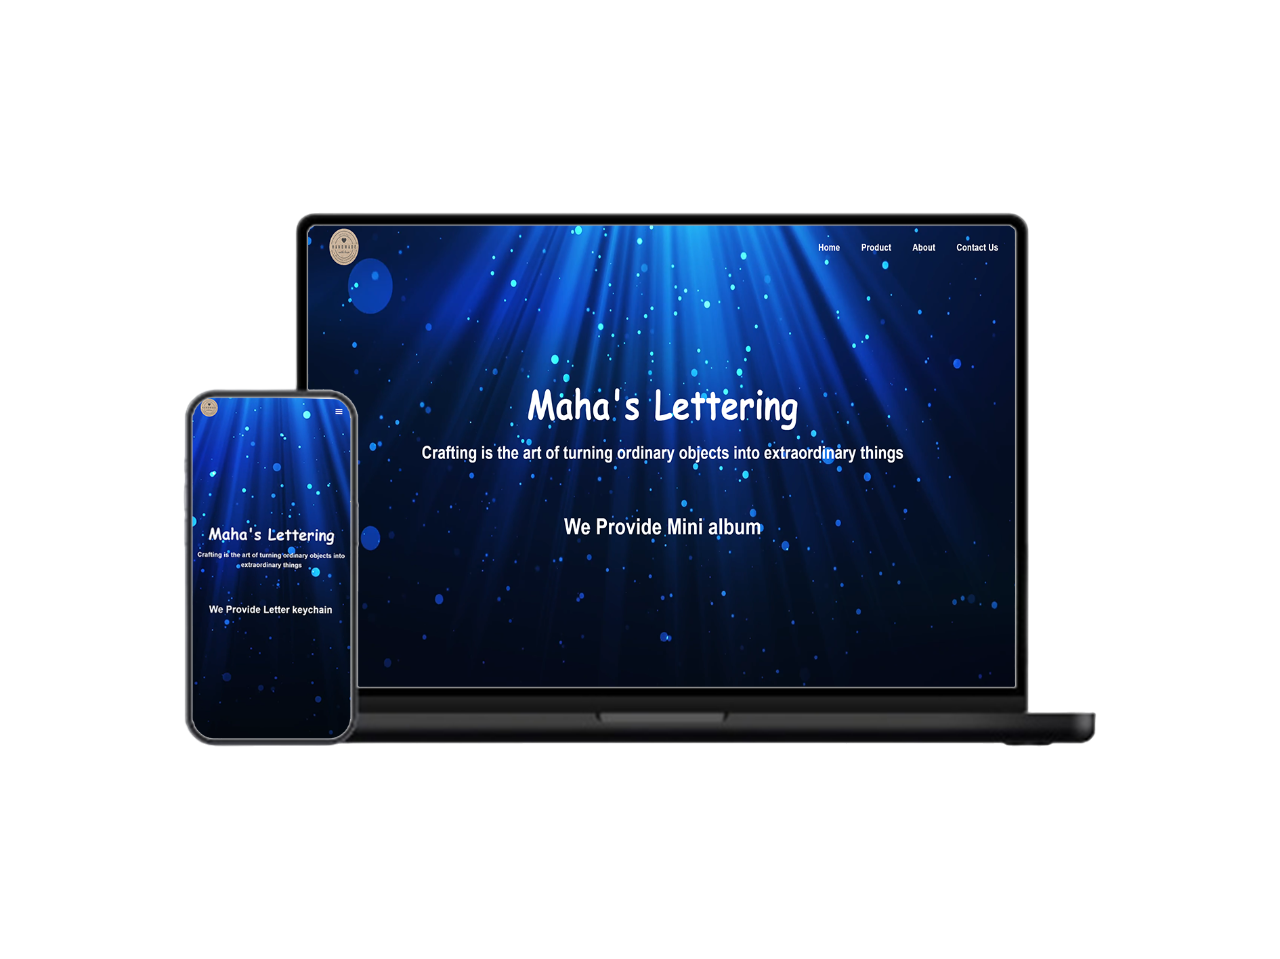 HANDMADE
Home Product About Contact Us
Maha's Lettering
Crafting is the art of turning ordinary objects into extraordinary things
We Provide Mini album
Maha's Lettering
Crafting is the art of turning ordinary objects into
extraordinary things
We Provide Letter keychain